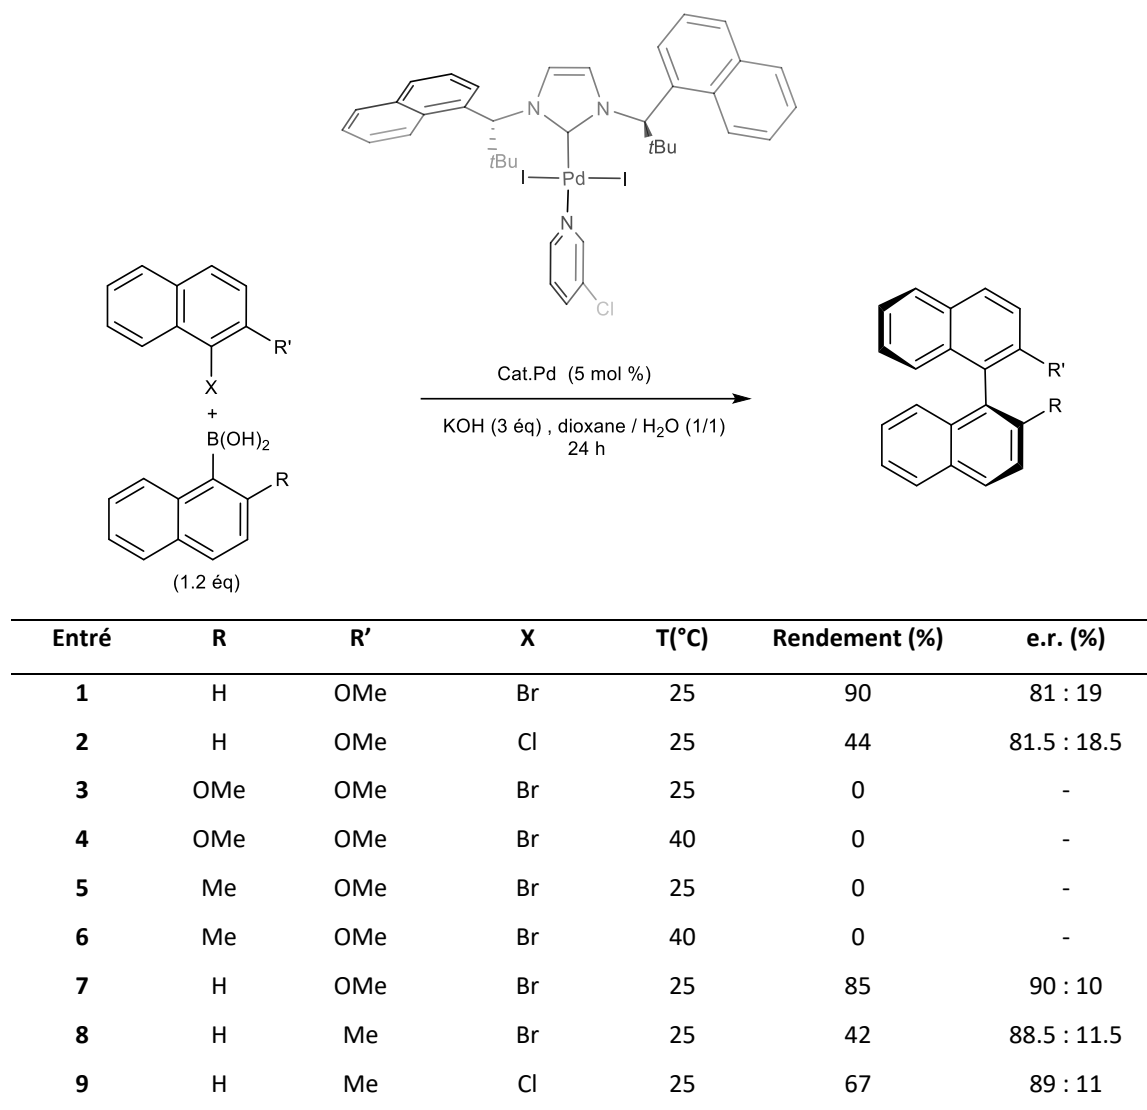 N N
tBu tBu
I Pd I
N
Cl
R'
X
+
B(OH)₂
R
(1.2 éq)
Cat.Pd (5 mol %)
KOH (3 éq) , dioxane / H₂O (1/1)
24 h
R'
R
Entré R R’ X T(°C) Rendement (%) e.r. (%)
1 H OMe Br 25 90 81 : 19
2 H OMe Cl 25 44 81.5 : 18.5
3 OMe OMe Br 25 0 -
4 OMe OMe Br 40 0 -
5 Me OMe Br 25 0 -
6 Me OMe Br 40 0 -
7 H OMe Br 25 85 90 : 10
8 H Me Br 25 42 88.5 : 11.5
9 H Me Cl 25 67 89 : 11